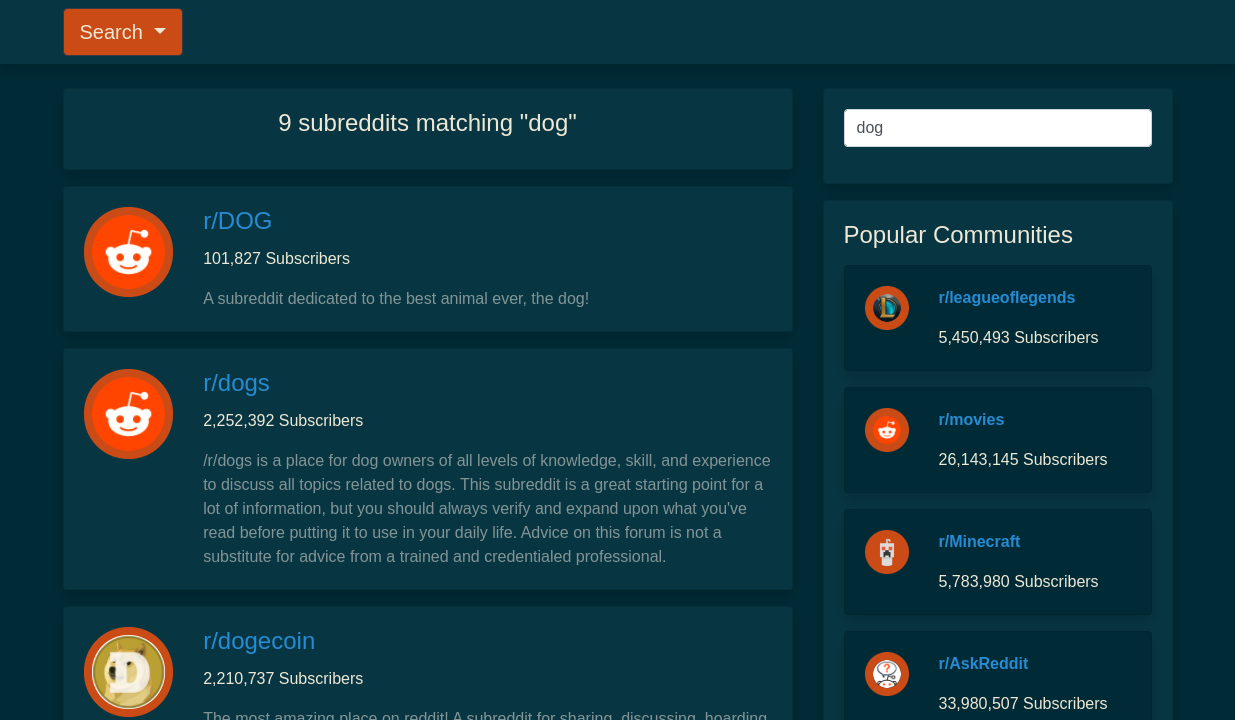 Search
9 subreddits matching "dog"
r/DOG
101,827 Subscribers
A subreddit dedicated to the best animal ever, the dog!
r/dogs
2,252,392 Subscribers
/r/dogs is a place for dog owners of all levels of knowledge, skill, and experience
to discuss all topics related to dogs. This subreddit is a great starting point for a
lot of information, but you should always verify and expand upon what you've
read before putting it to use in your daily life. Advice on this forum is not a
substitute for advice from a trained and credentialed professional.
r/dogecoin
2,210,737 Subscribers
The most amazing place on reddit! A subreddit for sharing, discussing, hoarding
dog
Popular Communities
r/leagueoflegends
5,450,493 Subscribers
r/movies
26,143,145 Subscribers
r/Minecraft
5,783,980 Subscribers
r/AskReddit
33,980,507 Subscribers